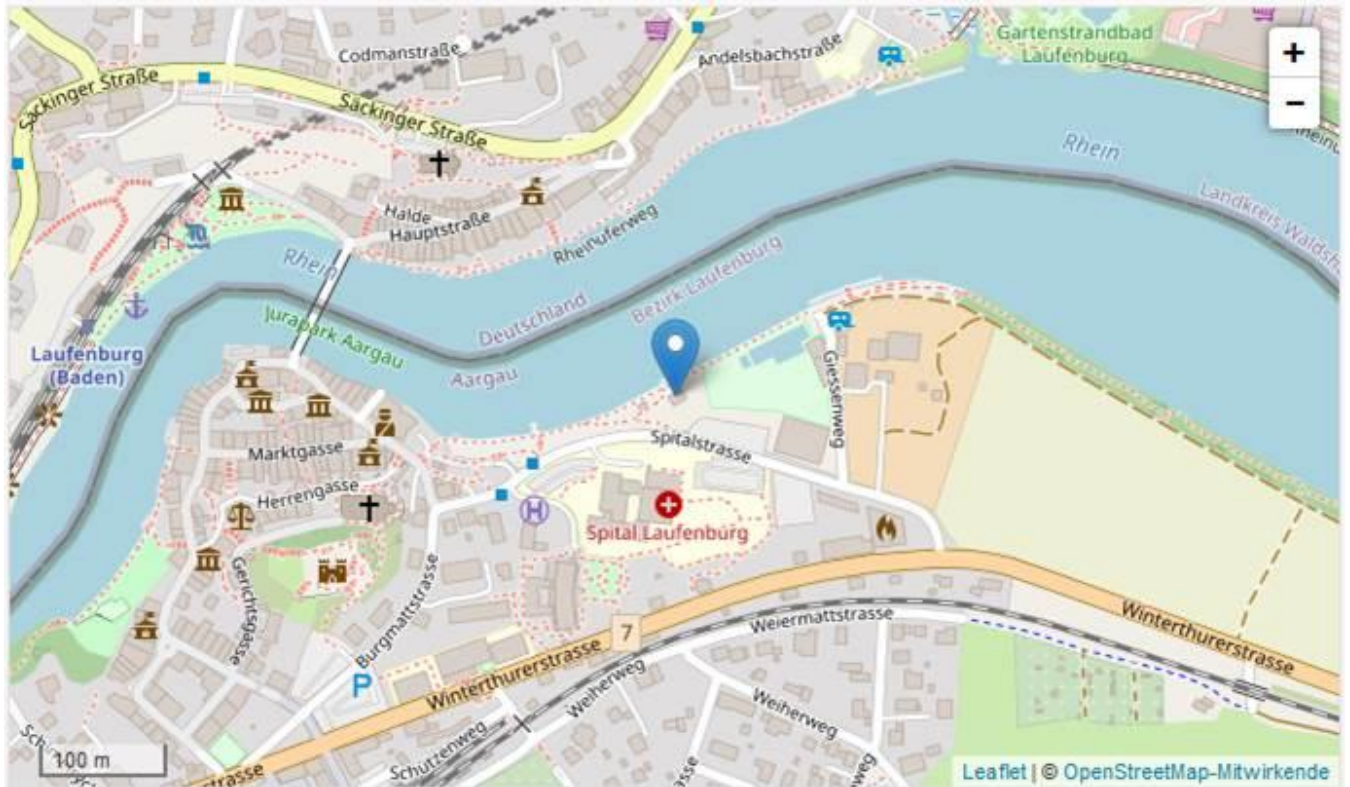 Codmanstraße
Andelsbachstraße
Gartenstrandbad
Laufenburg
+
−
Säckinger Straße
Säckinger Straße
Rhein
Landkreis Waldsh
Halde
Hauptstraße
Rheinuferweg
Rhein
Jurapark Aargau
Deutschland
Bezirk Laufenburg
Aargau
Laufenburg
(Baden)
Giessenweg
Marktgasse
Spitalstrasse
Herrengasse
H
Spital Laufenburg
Gerichtsgasse
Burgmattstrasse
7
Weiermattstrasse
Winterthurerstrasse
P
Winterthurerstrasse
Weiherweg
Weiherweg
Schützenweg
100 m
strasse
sse
Leaflet | © OpenStreetMap-Mitwirkende